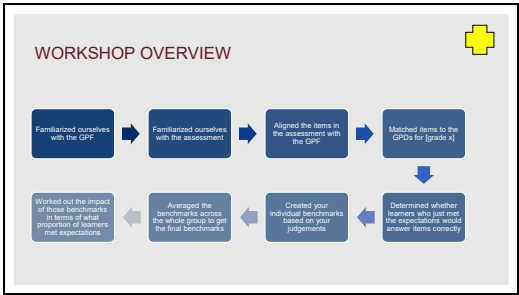 WORKSHOP OVERVIEW
Familiarized ourselves
with the GPF
Familiarized ourselves
with the assessment
Aligned the items in
the assessment with
the GPF
Matched items to the
GPDs for [grade x]
Determined whether
learners who just met
the expectations would
answer items correctly
Created your
individual benchmarks
based on your
judgements
Averaged the
benchmarks across
the whole group to get
the final benchmarks
Worked out the impact
of those benchmarks
in terms of what
proportion of learners
met expectations